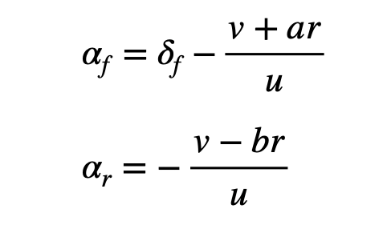 α_f = δ_f − (v + ar)/u
α_r = − (v − br)/u